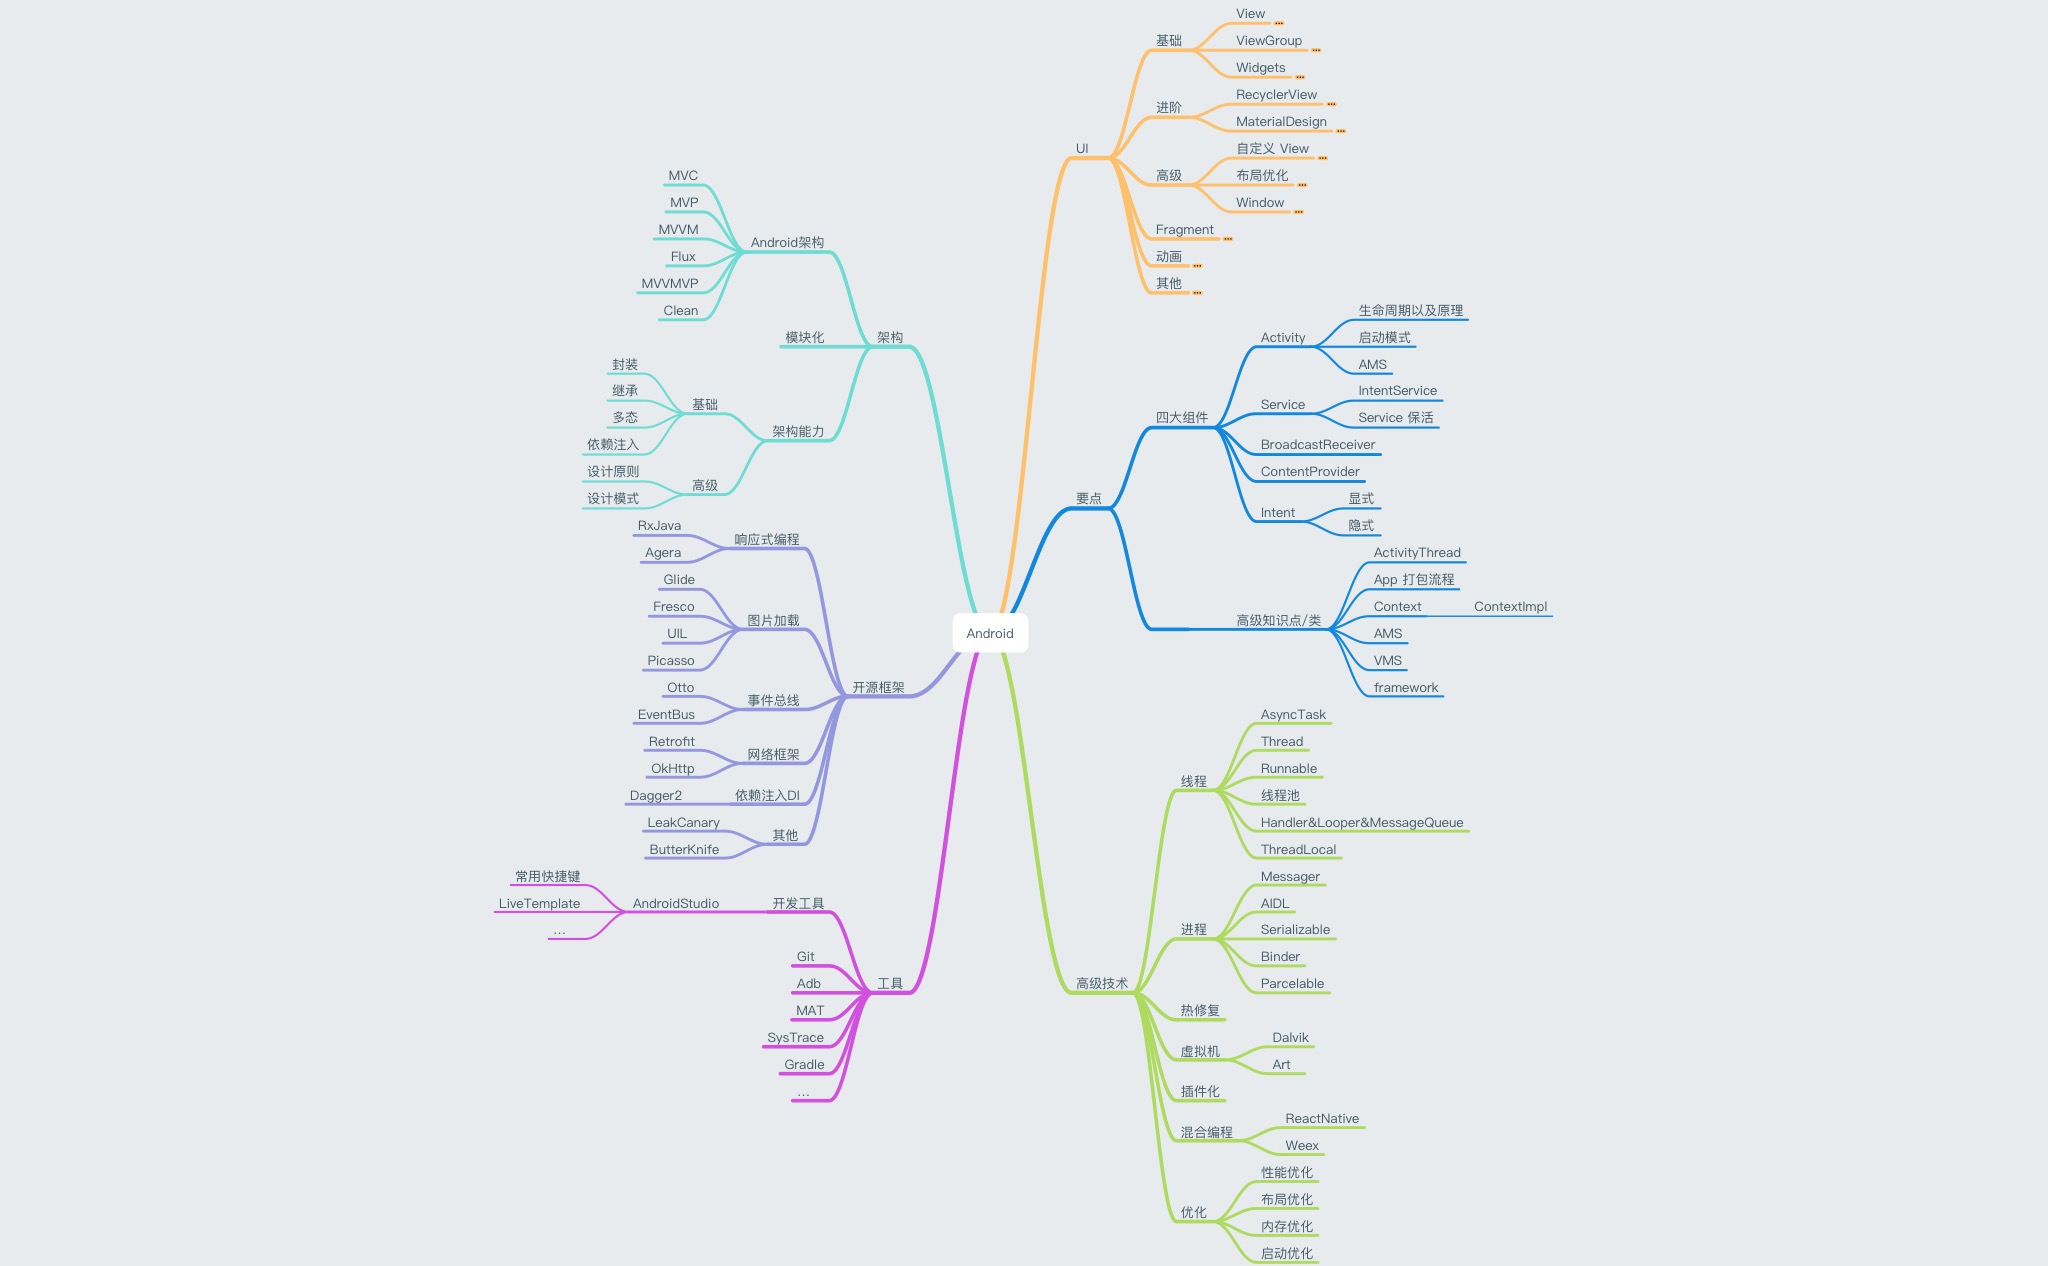 Android
UI
基础
View
ViewGroup
Widgets
进阶
RecyclerView
MaterialDesign
高级
自定义 View
布局优化
Window
Fragment
动画
其他
要点
四大组件
Activity
生命周期以及原理
启动模式
AMS
Service
IntentService
Service 保活
BroadcastReceiver
ContentProvider
Intent
显式
隐式
高级知识点/类
ActivityThread
App 打包流程
Context
ContextImpl
AMS
VMS
framework
高级技术
线程
AsyncTask
Thread
Runnable
线程池
Handler&Looper&MessageQueue
ThreadLocal
进程
Messager
AIDL
Serializable
Binder
Parcelable
热修复
虚拟机
Dalvik
Art
插件化
混合编程
ReactNative
Weex
优化
性能优化
布局优化
内存优化
启动优化
架构
Android架构
MVC
MVP
MVVM
Flux
MVVMVP
Clean
模块化
架构能力
基础
封装
继承
多态
依赖注入
高级
设计原则
设计模式
开源框架
响应式编程
RxJava
Agera
图片加载
Glide
Fresco
UIL
Picasso
事件总线
Otto
EventBus
网络框架
Retrofit
OkHttp
依赖注入DI
Dagger2
其他
LeakCanary
ButterKnife
工具
开发工具
AndroidStudio
常用快捷键
LiveTemplate
...
Git
Adb
MAT
SysTrace
Gradle
...